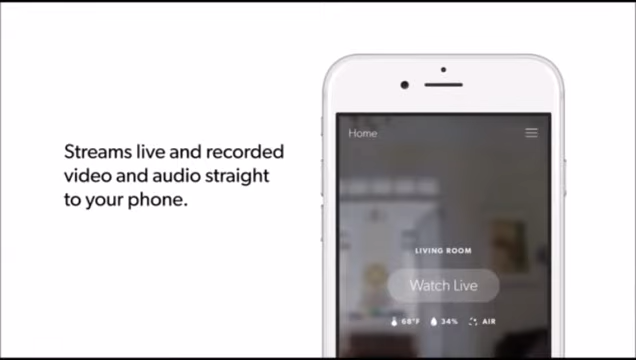 Streams live and recorded
video and audio straight
to your phone.
Home
LIVING ROOM
Watch Live
68°F 34% AIR